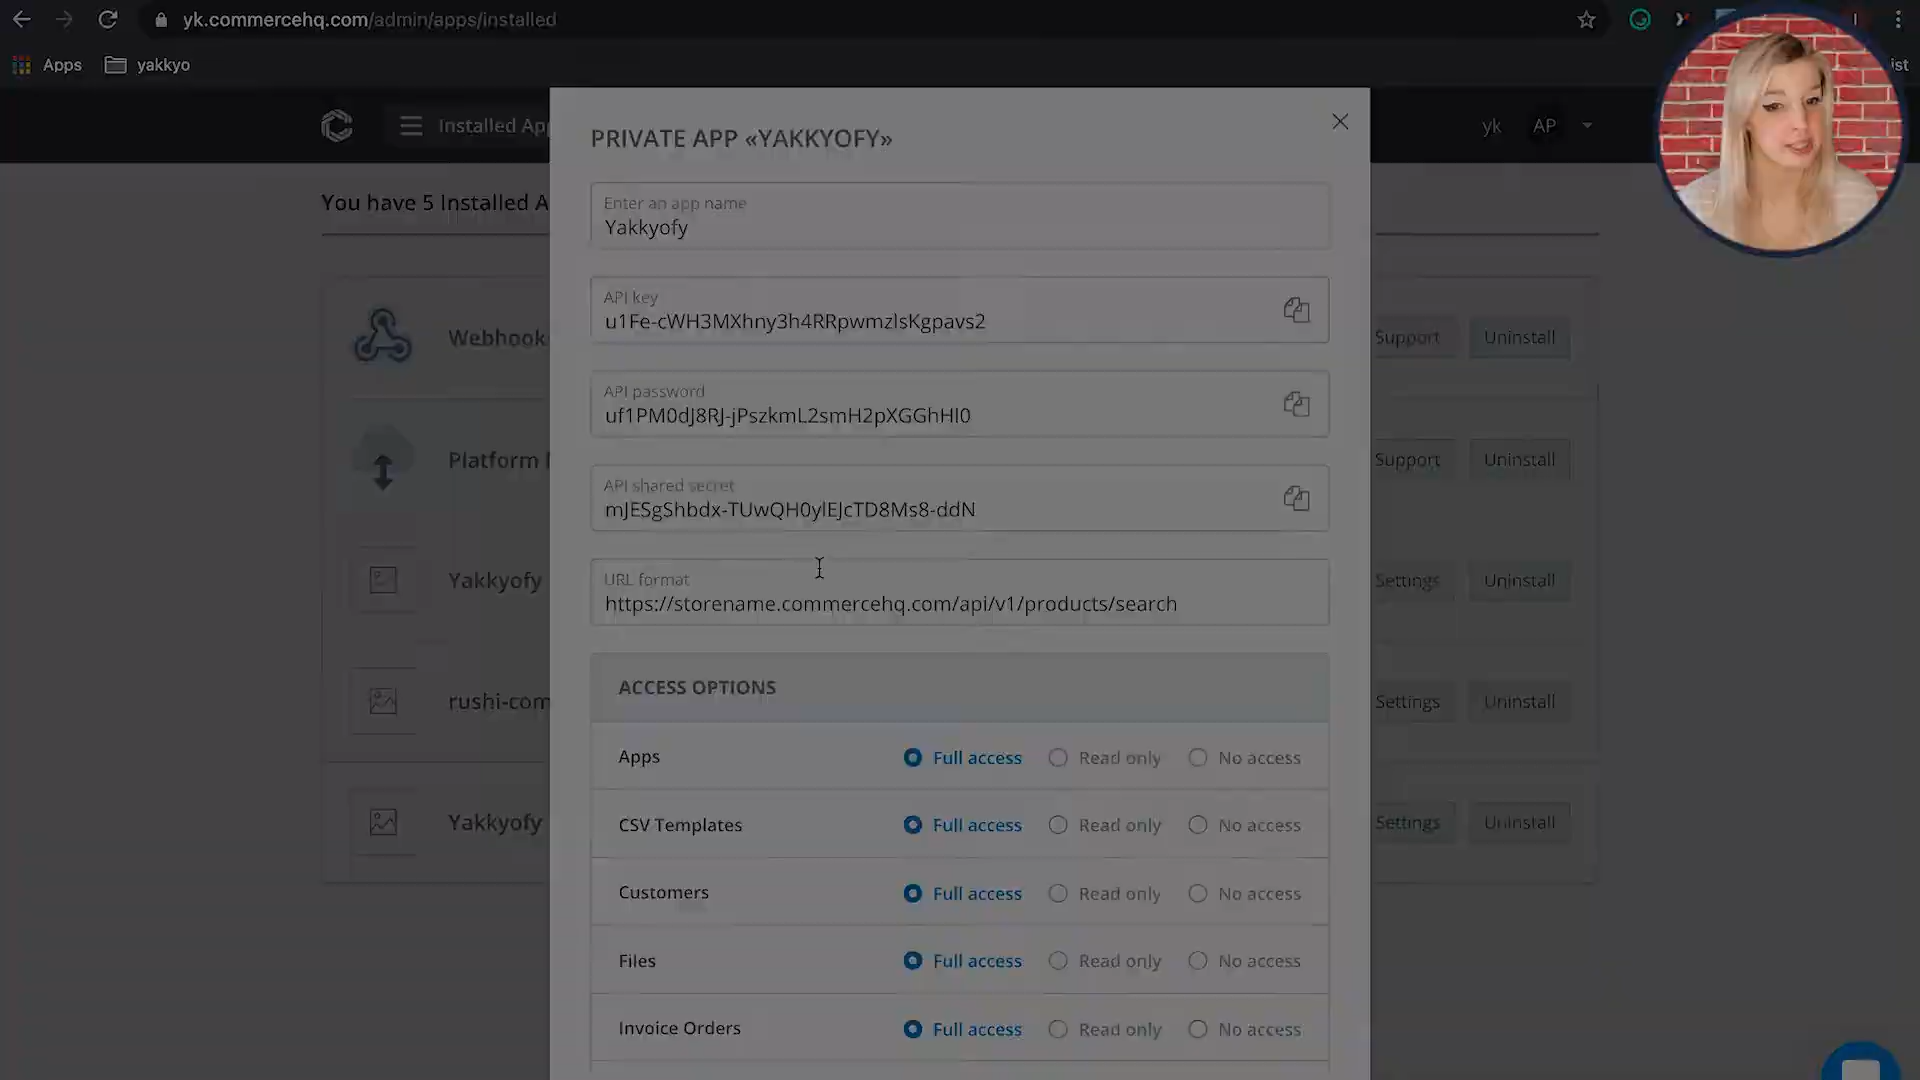 yk.commercehq.com/admin/apps/installed
Apps
yakkyo
ist
Installed Ap
yk
AP
PRIVATE APP «YAKKYOFY»
You have 5 Installed A
Enter an app name
Yakkyofy
API key
u1Fe-cWH3MXhny3h4RRpwmzlsKgpavs2
Webhook
Support
Uninstall
API password
uf1PM0dJ8RJ-jPszkmL2smH2pXGGhHI0
Platform
Support
Uninstall
API shared secret
mJESgShbdx-TUwQH0ylEJcTD8Ms8-ddN
URL format
https://storename.commercehq.com/api/v1/products/search
Yakkyofy
Settings
Uninstall
ACCESS OPTIONS
rushi-com
Settings
Uninstall
Apps
Full access
Read only
No access
CSV Templates
Full access
Read only
No access
Yakkyofy
Settings
Uninstall
Customers
Full access
Read only
No access
Files
Full access
Read only
No access
Invoice Orders
Full access
Read only
No access